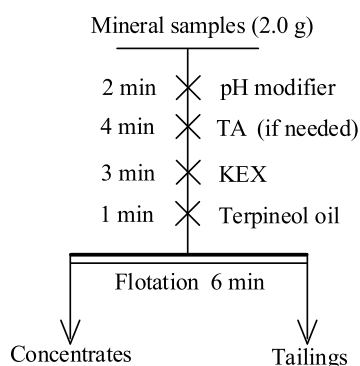 Mineral samples (2.0 g)
2 min pH modifier
4 min TA (if needed)
3 min KEX
1 min Terpineol oil
Flotation 6 min
Concentrates Tailings